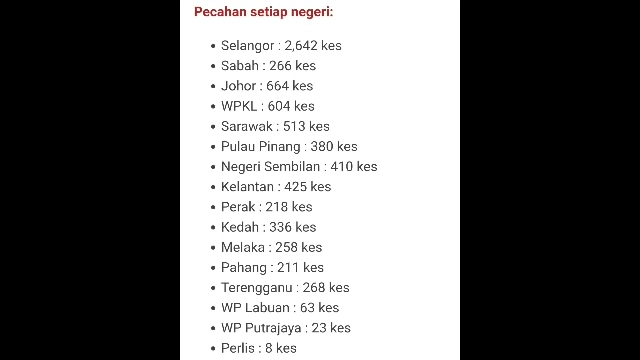 Pecahan setiap negeri:
• Selangor : 2,642 kes
• Sabah : 266 kes
• Johor : 664 kes
• WPKL : 604 kes
• Sarawak : 513 kes
• Pulau Pinang : 380 kes
• Negeri Sembilan : 410 kes
• Kelantan : 425 kes
• Perak : 218 kes
• Kedah : 336 kes
• Melaka : 258 kes
• Pahang : 211 kes
• Terengganu : 268 kes
• WP Labuan : 63 kes
• WP Putrajaya : 23 kes
• Perlis : 8 kes